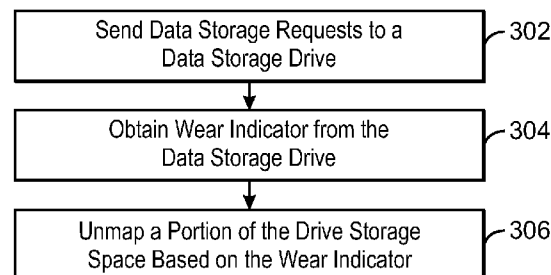 Send Data Storage Requests to a
Data Storage Drive
302
Obtain Wear Indicator from the
Data Storage Drive
304
Unmap a Portion of the Drive Storage
Space Based on the Wear Indicator
306